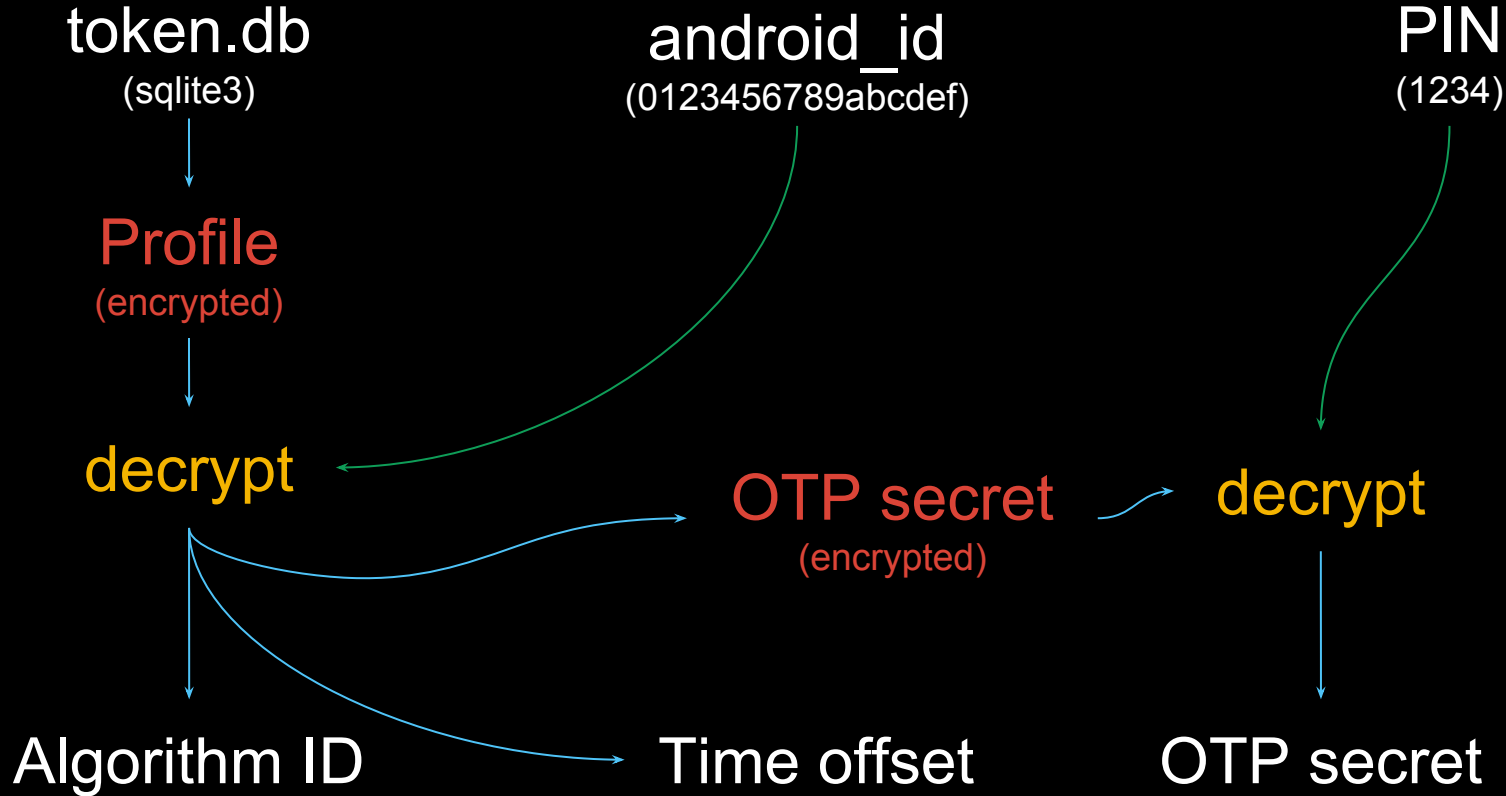 token.db
(sqlite3)
android_id
(0123456789abcdef)
PIN
(1234)
Profile
(encrypted)
decrypt
OTP secret
(encrypted)
decrypt
Algorithm ID
Time offset
OTP secret